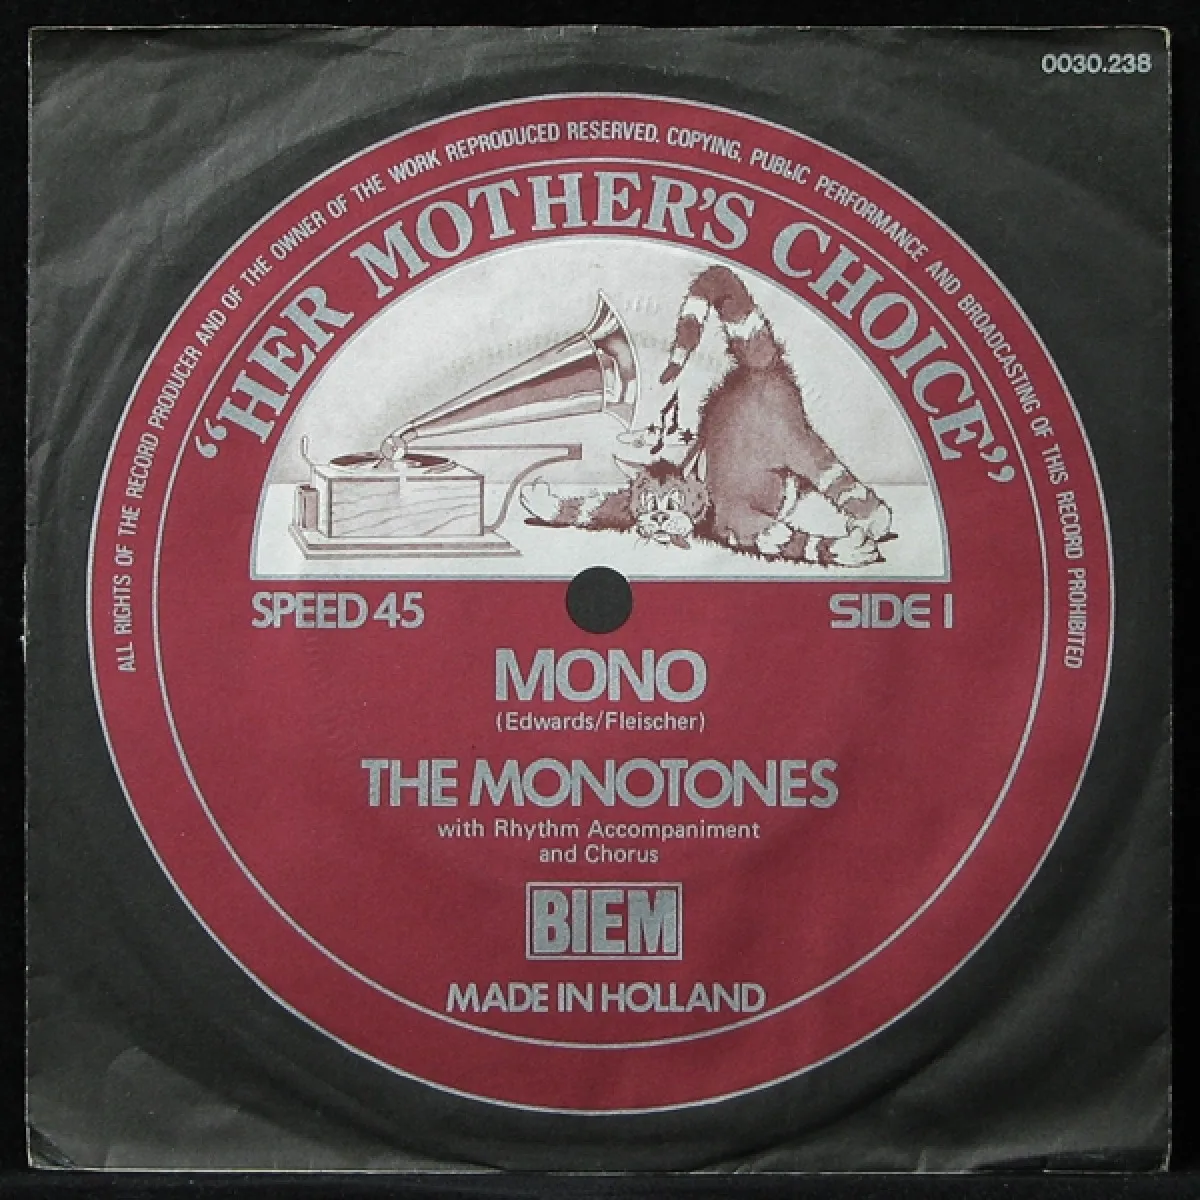 0030.238
ALL RIGHTS OF THE RECORD PRODUCER AND OF THE OWNER OF THE WORK REPRODUCED RESERVED. COPYING, PUBLIC PERFORMANCE AND BROADCASTING OF THIS RECORD PROHIBITED
“HER MOTHER'S CHOICE”
SPEED 45
SIDE 1
MONO
(Edwards/Fleischer)
THE MONOTONES
with Rhythm Accompaniment
and Chorus
BIEM
MADE IN HOLLAND